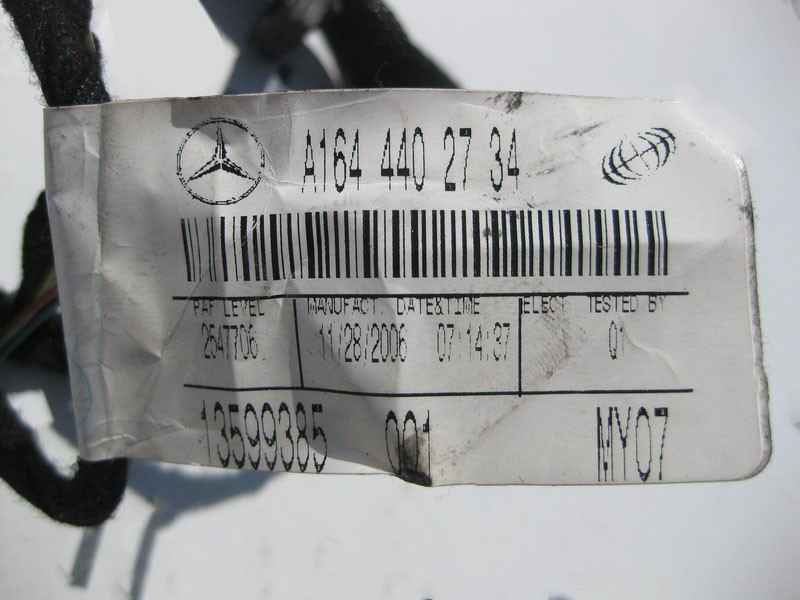 A164 440 27 34
PAF LEVEL MANUFACT. DATE&TIME ELECT. TESTED BY
2547706 11/28/2006 07:14:37 Q1
13599385 001 MY07